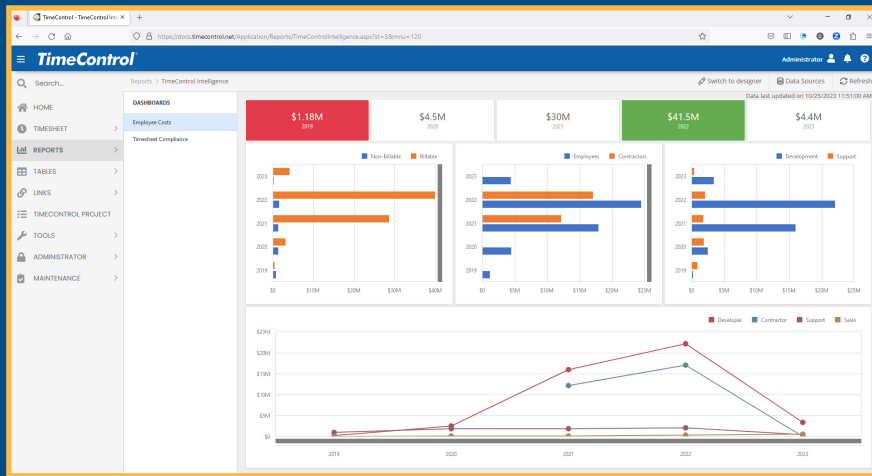 TimeControl - TimeControl Inte
https://docs.timecontrol.net/Application/Reports/TimeControlIntelligence.aspx?st=5&mnu=120
TimeControl
Administrator
Search...
Reports > TimeControl Intelligence
Switch to designer
Data Sources
Refresh
Data last updated on 10/25/2023 11:51:00 AM
HOME
TIMESHEET
REPORTS
TABLES
LINKS
TIMECONTROL PROJECT
TOOLS
ADMINISTRATOR
MAINTENANCE
DASHBOARDS
Employee Costs
Timesheet Compliance
$1.18M
2019
$4.5M
2020
$30M
2021
$41.5M
2022
$4.4M
2023
Non-Billable Billable
2023
2022
2021
2020
2019
$0 $10M $20M $30M $40M
Employees Contractors
2023
2022
2021
2020
2019
$0 $5M $10M $15M $20M $25M
Development Support
2023
2022
2021
2020
2019
$0 $5M $10M $15M $20M $25M
Developer Contractor Support Sales
$25M
$20M
$15M
$10M
$5M
$0
2019 2020 2021 2022 2023